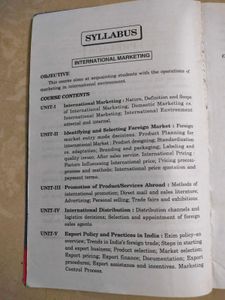 SYLLABUS
INTERNATIONAL MARKETING
OBJECTIVE
This course aims at acquainting students with the operations of
marketing in international environment.
COURSE CONTENTS
UNIT-I International Marketing : Nature, Definition and Scope
of International Marketing; Domestic Marketing vs.
International Marketing; International Environment
external and internal.
UNIT-II Identifying and Selecting Foreign Market : Foreign
market entry mode decisions. Product Planning for
International Market : Product designing; Standardization
vs. adaptation; Branding and packaging; Labeling and
quality issues; After sales service. International Pricing :
Factors Influencing International price; Pricing process-
process and methods; International price quotation and
payment terms.
UNIT-III Promotion of Product/Services Abroad : Methods of
international promotion; Direct mail and sales literature;
Advertising; Personal selling; Trade fairs and exhibitions.
UNIT-IV International Distribution : Distribution channels and
logistics decisions; Selection and appointment of foreign
sales agents.
UNIT-V Export Policy and Practices in India : Exim policy-an
overview; Trends in India's foreign trade; Steps in starting
and export business; Product selection; Market selection;
Export pricing; Export finance; Documentation; Export
procedures; Export assistance and incentives. Marketing
Control Process.